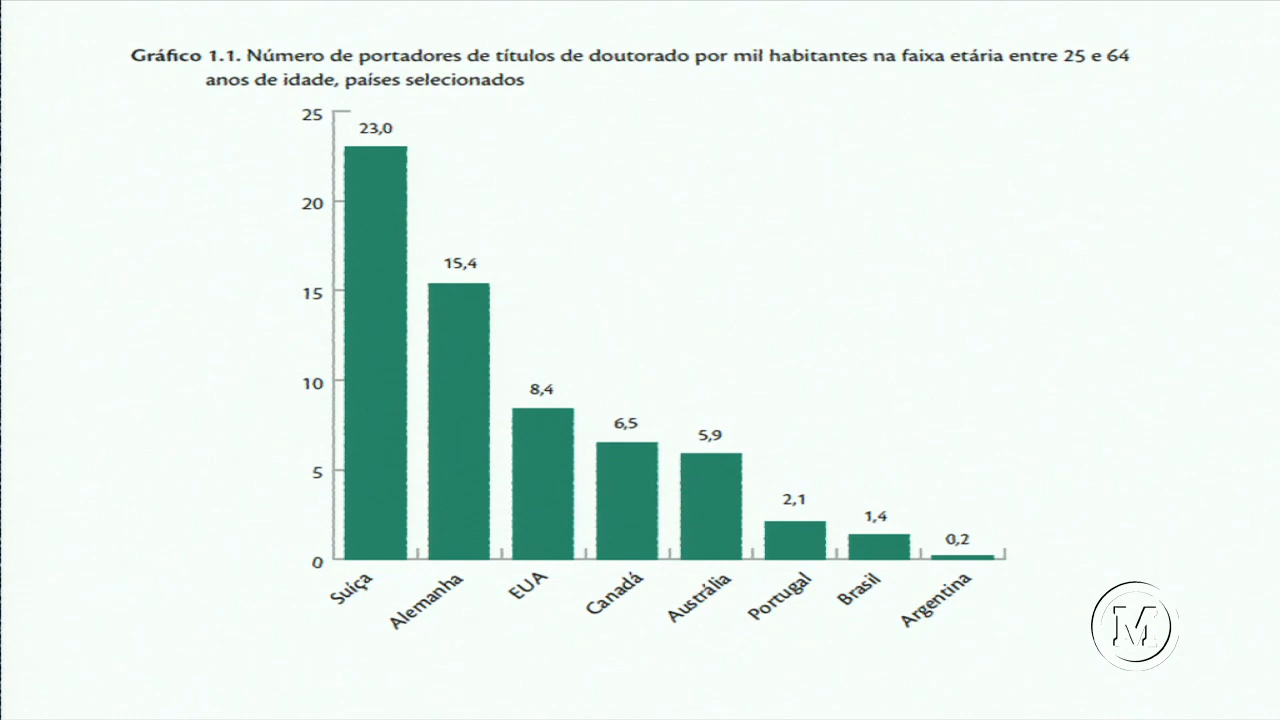 Gráfico 1.1. Número de portadores de títulos de doutorado por mil habitantes na faixa etária entre 25 e 64
anos de idade, países selecionados
25
23,0
20
15,4
15
10
8,4
6,5
5,9
5
2,1
1,4
0,2
0
Suíça
Alemanha
EUA
Canadá
Austrália
Portugal
Brasil
Argentina
M